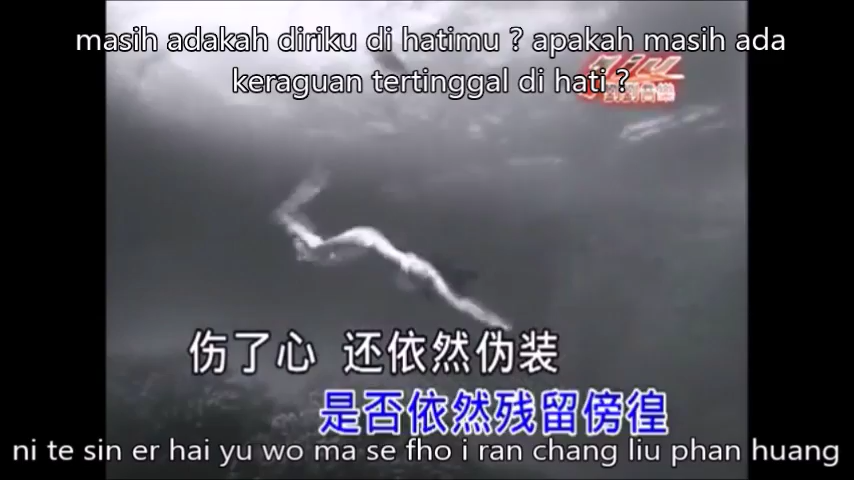 masih adakah diriku di hatimu ? apakah masih ada
keraguan tertinggal di hati ?
伤了心 还依然伪装
是否依然残留傍徨
ni te sin er hai yu wo ma se fho i ran chang liu phan huang